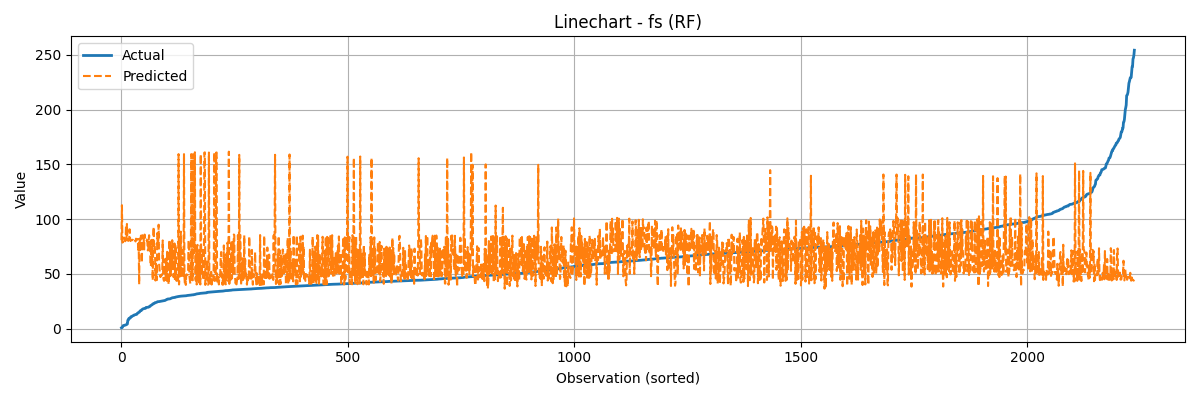 Linechart - fs (RF)
Actual
Predicted
Value
250
200
150
100
50
0
0
500
1000
1500
2000
Observation (sorted)